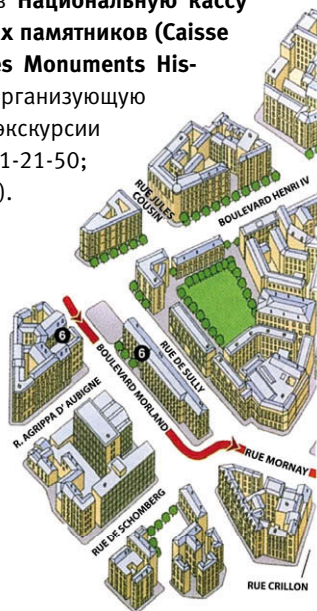 в Национальную кассу
х памятников (Caisse
es Monuments His-
рганизующую
экскурсии
1-21-50;
).
RUE JULES
COUSIN
BOULEVARD HENRI IV
6
6
BOULEVARD MORLAND
RUE DE SULLY
R. AGRIPPA D' AUBIGNE
RUE MORNAY
RUE DE SCHOMBERG
RUE CRILLON